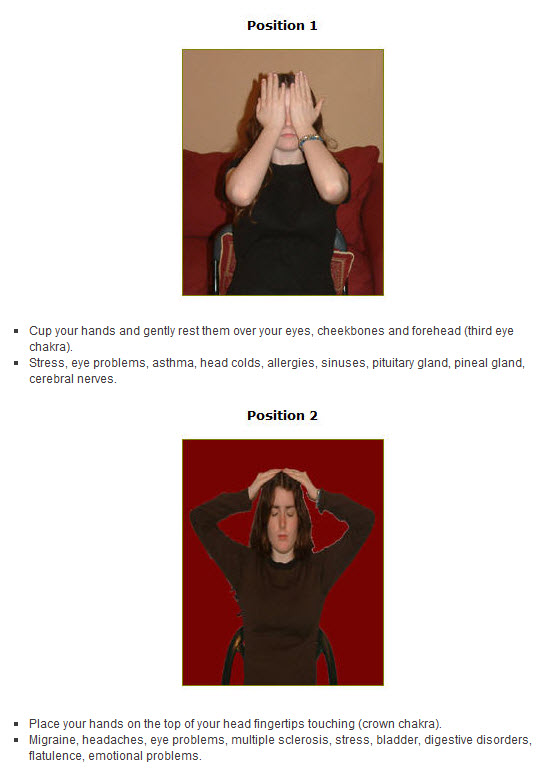 Position 1
Cup your hands and gently rest them over your eyes, cheekbones and forehead (third eye
chakra).
Stress, eye problems, asthma, head colds, allergies, sinuses, pituitary gland, pineal gland,
cerebral nerves.
Position 2
Place your hands on the top of your head fingertips touching (crown chakra).
Migraine, headaches, eye problems, multiple sclerosis, stress, bladder, digestive disorders,
flatulence, emotional problems.